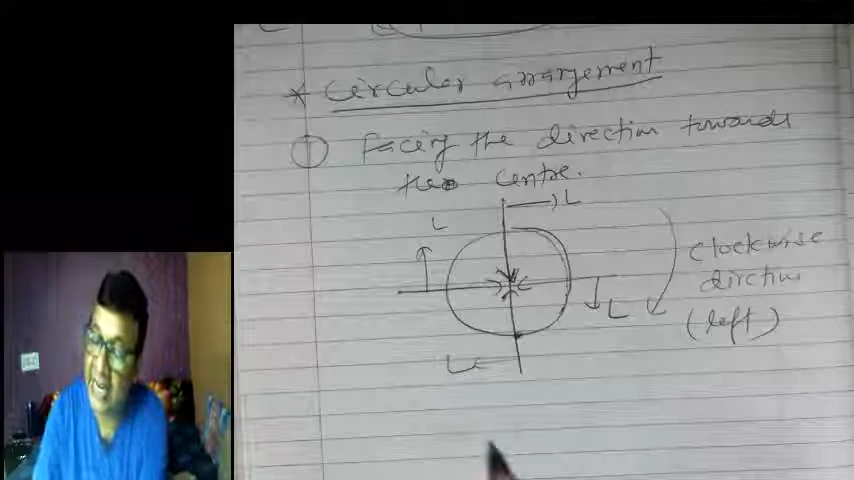 * Circular arrangement
① Facing the direction towards
the centre.
L
L
clockwise
direction
L
(left)
L